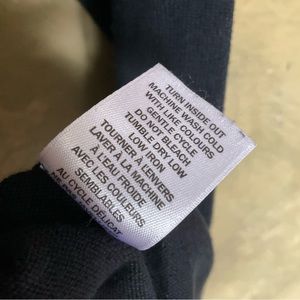 TURN INSIDE OUT
MACHINE WASH COLD
WITH LIKE COLOURS
GENTLE CYCLE
DO NOT BLEACH
TUMBLE DRY LOW
LOW IRON
TOURNER À L'ENVERS
LAVER À LA MACHINE
À L'EAU FROIDE
AVEC LES COULEURS
SEMBLABLES
AU CYCLE DÉLICAT